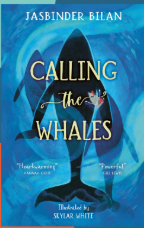 JASBINDER BILAN
CALLING
the
WHALES
"Heartwarming"
"Powerful"
Illustrated by
SKYLAR WHITE